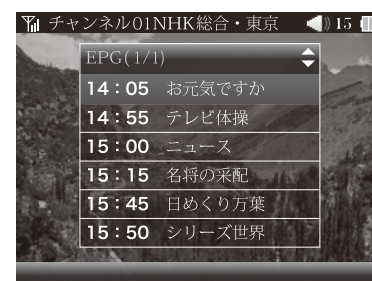 チャンネル01NHK総合・東京 15
EPG(1/1)
14：05 お元気ですか
14：55 テレビ体操
15：00 ニュース
15：15 名将の采配
15：45 日めくり万葉
15：50 シリーズ世界